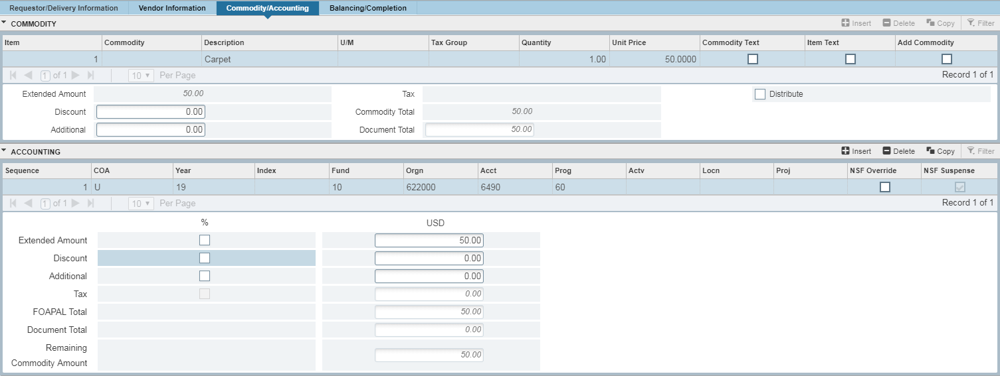 Requestor/Delivery Information Vendor Information Commodity/Accounting Balancing/Completion
COMMODITY Insert Delete Copy Filter
Item Commodity Description U/M Tax Group Quantity Unit Price Commodity Text Item Text Add Commodity
1 Carpet 1.00 50.0000
1 of 1 10 Per Page Record 1 of 1
Extended Amount 50.00 Tax Distribute
Discount 0.00 Commodity Total 50.00
Additional 0.00 Document Total 50.00
ACCOUNTING Insert Delete Copy Filter
Sequence COA Year Index Fund Orgn Acct Prog Actv Locn Proj NSF Override NSF Suspense
1 U 19 10 622000 6490 60
1 of 1 10 Per Page Record 1 of 1
% USD
Extended Amount 50.00
Discount 0.00
Additional 0.00
Tax 0.00
FOAPAL Total 50.00
Document Total 0.00
Remaining
Commodity Amount 50.00